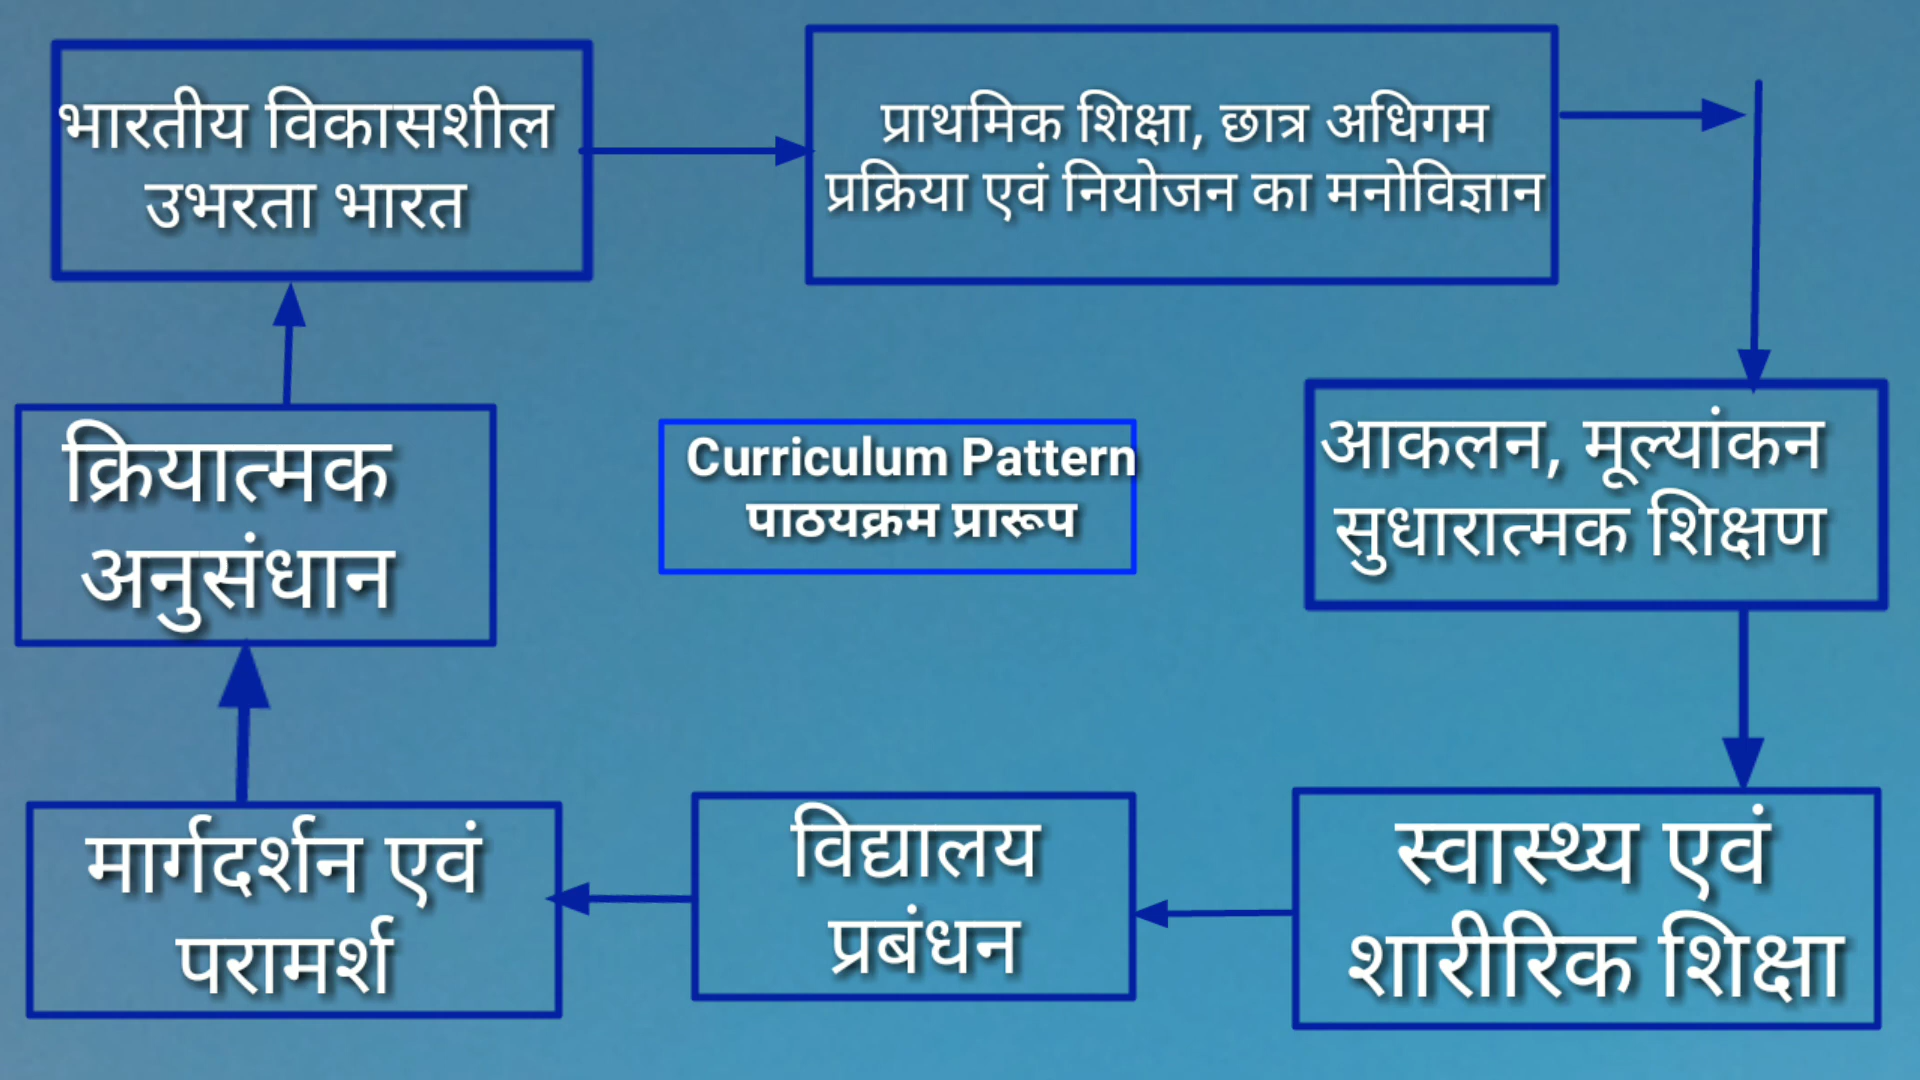 भारतीय विकासशील
उभरता भारत
प्राथमिक शिक्षा, छात्र अधिगम
प्रक्रिया एवं नियोजन का मनोविज्ञान
क्रियात्मक
अनुसंधान
Curriculum Pattern
पाठयक्रम प्रारूप
आकलन, मूल्यांकन
सुधारात्मक शिक्षण
मार्गदर्शन एवं
परामर्श
विद्यालय
प्रबंधन
स्वास्थ्य एवं
शारीरिक शिक्षा